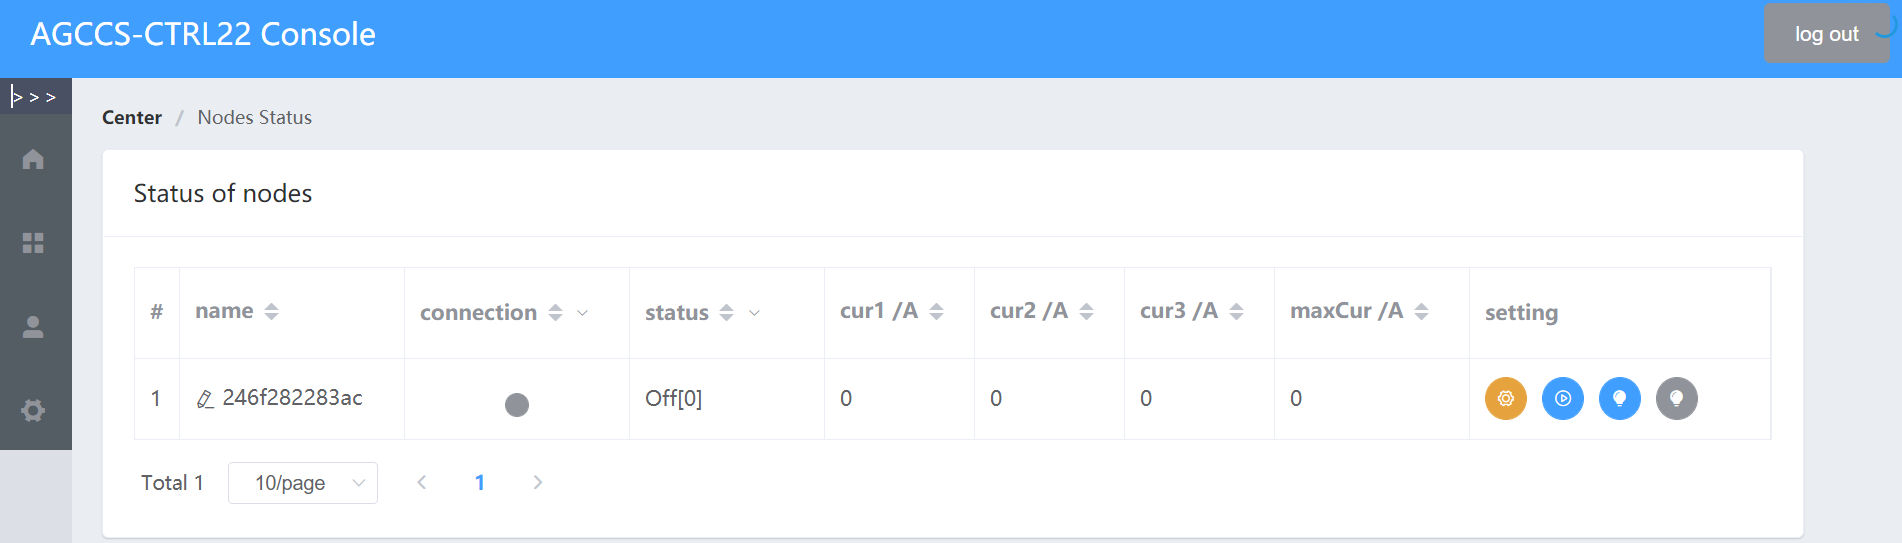 AGCCS-CTRL22 Console
log out
>>>
Center / Nodes Status
Status of nodes
# name connection status cur1 /A cur2 /A cur3 /A maxCur /A setting
1 246f282283ac Off[0] 0 0 0 0
Total 1 10/page 1